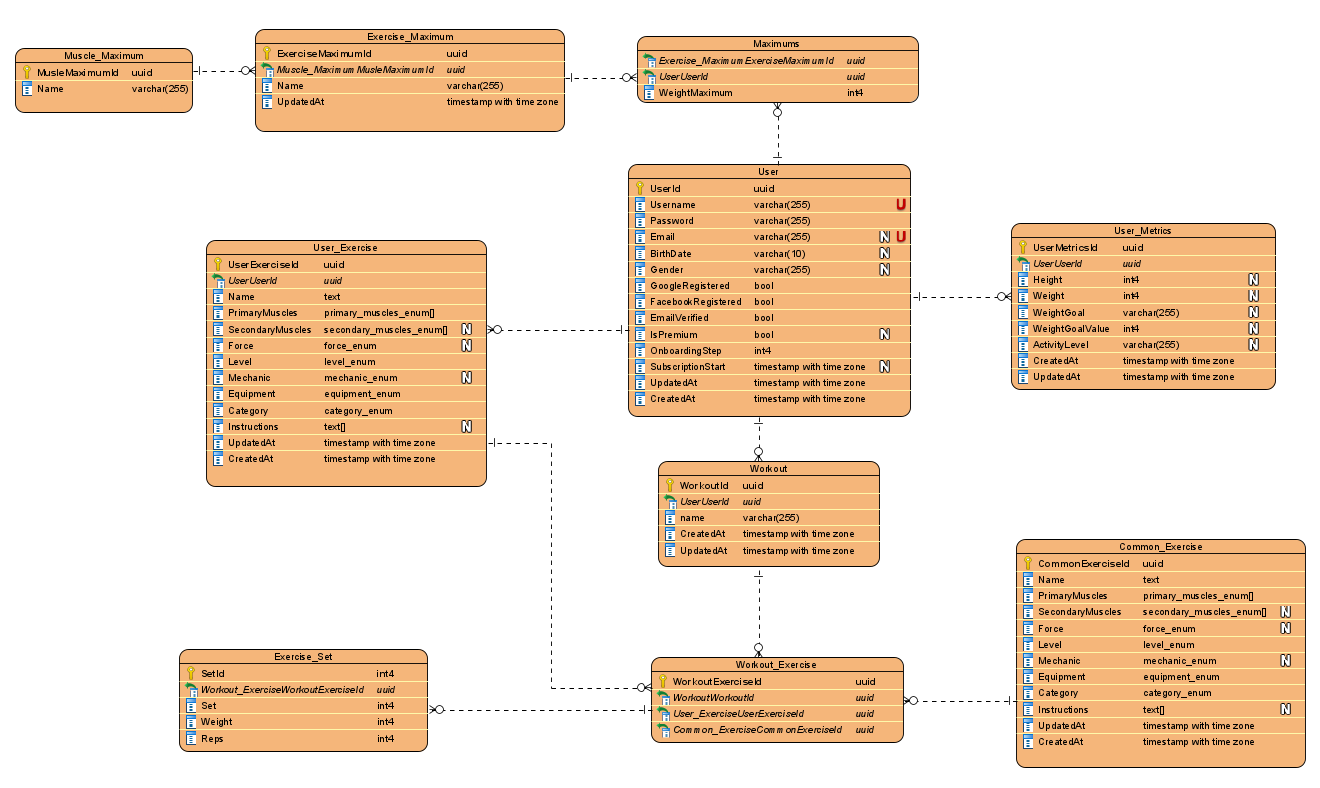 Muscle_Maximum
MusleMaximumId uuid
Name varchar(255)
Exercise_Maximum
ExerciseMaximumId uuid
Muscle_MaximumMusleMaximumId uuid
Name varchar(255)
UpdatedAt timestamp with time zone
Maximums
Exercise_MaximumExerciseMaximumId uuid
UserUserId uuid
WeightMaximum int4
User
UserId uuid
Username varchar(255) U
Password varchar(255)
Email varchar(255) N U
BirthDate varchar(10) N
Gender varchar(255) N
GoogleRegistered bool
FacebookRegistered bool
EmailVerified bool
IsPremium bool N
OnboardingStep int4
SubscriptionStart timestamp with time zone N
UpdatedAt timestamp with time zone
CreatedAt timestamp with time zone
User_Metrics
UserMetricsId uuid
UserUserId uuid
Height int4 N
Weight int4 N
WeightGoal varchar(255) N
WeightGoalValue int4 N
ActivityLevel varchar(255) N
CreatedAt timestamp with time zone
UpdatedAt timestamp with time zone
User_Exercise
UserExerciseId uuid
UserUserId uuid
Name text
PrimaryMuscles primary_muscles_enum[]
SecondaryMuscles secondary_muscles_enum[] N
Force force_enum N
Level level_enum
Mechanic mechanic_enum N
Equipment equipment_enum
Category category_enum
Instructions text[] N
UpdatedAt timestamp with time zone
CreatedAt timestamp with time zone
Workout
WorkoutId uuid
UserUserId uuid
name varchar(255)
CreatedAt timestamp with time zone
UpdatedAt timestamp with time zone
Common_Exercise
CommonExerciseId uuid
Name text
PrimaryMuscles primary_muscles_enum[]
SecondaryMuscles secondary_muscles_enum[] N
Force force_enum N
Level level_enum
Mechanic mechanic_enum N
Equipment equipment_enum
Category category_enum
Instructions text[] N
UpdatedAt timestamp with time zone
CreatedAt timestamp with time zone
Exercise_Set
SetId int4
Workout_ExerciseWorkoutExerciseId uuid
Set int4
Weight int4
Reps int4
Workout_Exercise
WorkoutExerciseId uuid
WorkoutWorkoutId uuid
User_ExerciseUserExerciseId uuid
Common_ExerciseCommonExerciseId uuid